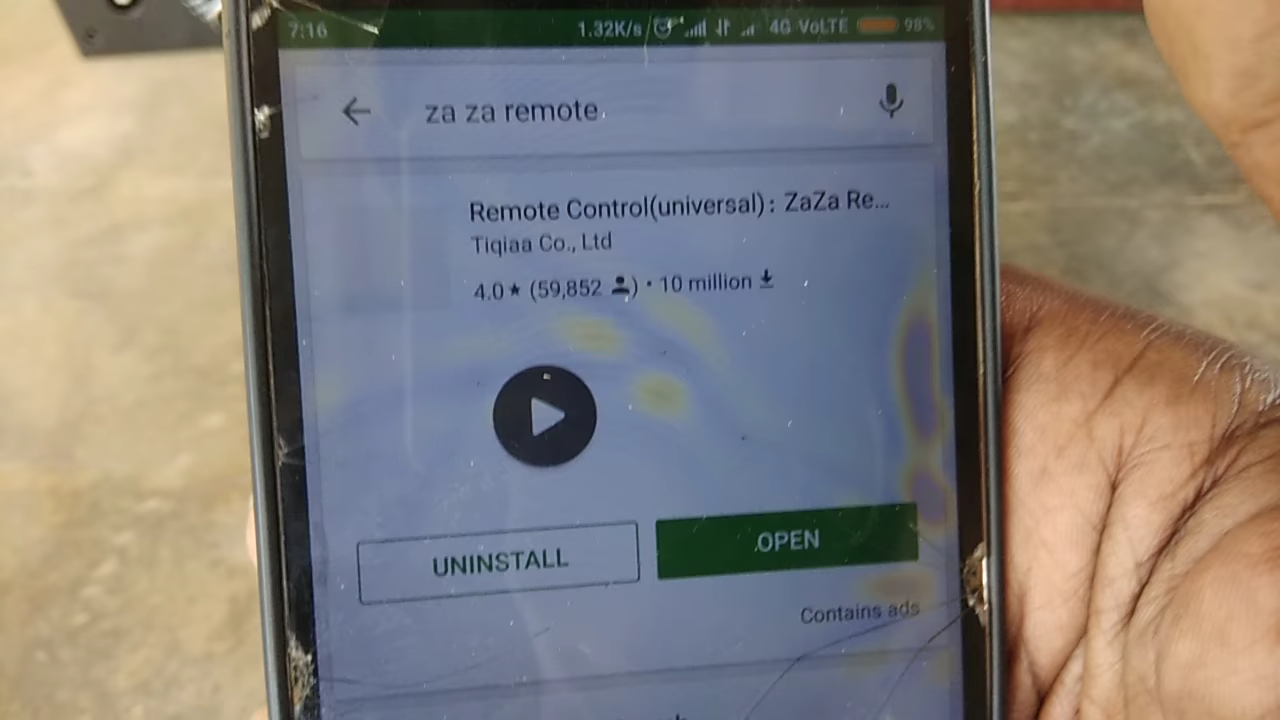 7:16 1.32K/s 4G VoLTE 98%
za za remote
Remote Control(universal): ZaZa Re...
Tiqiaa Co., Ltd
4.0★ (59,852 ) · 10 million
UNINSTALL OPEN
Contains ads